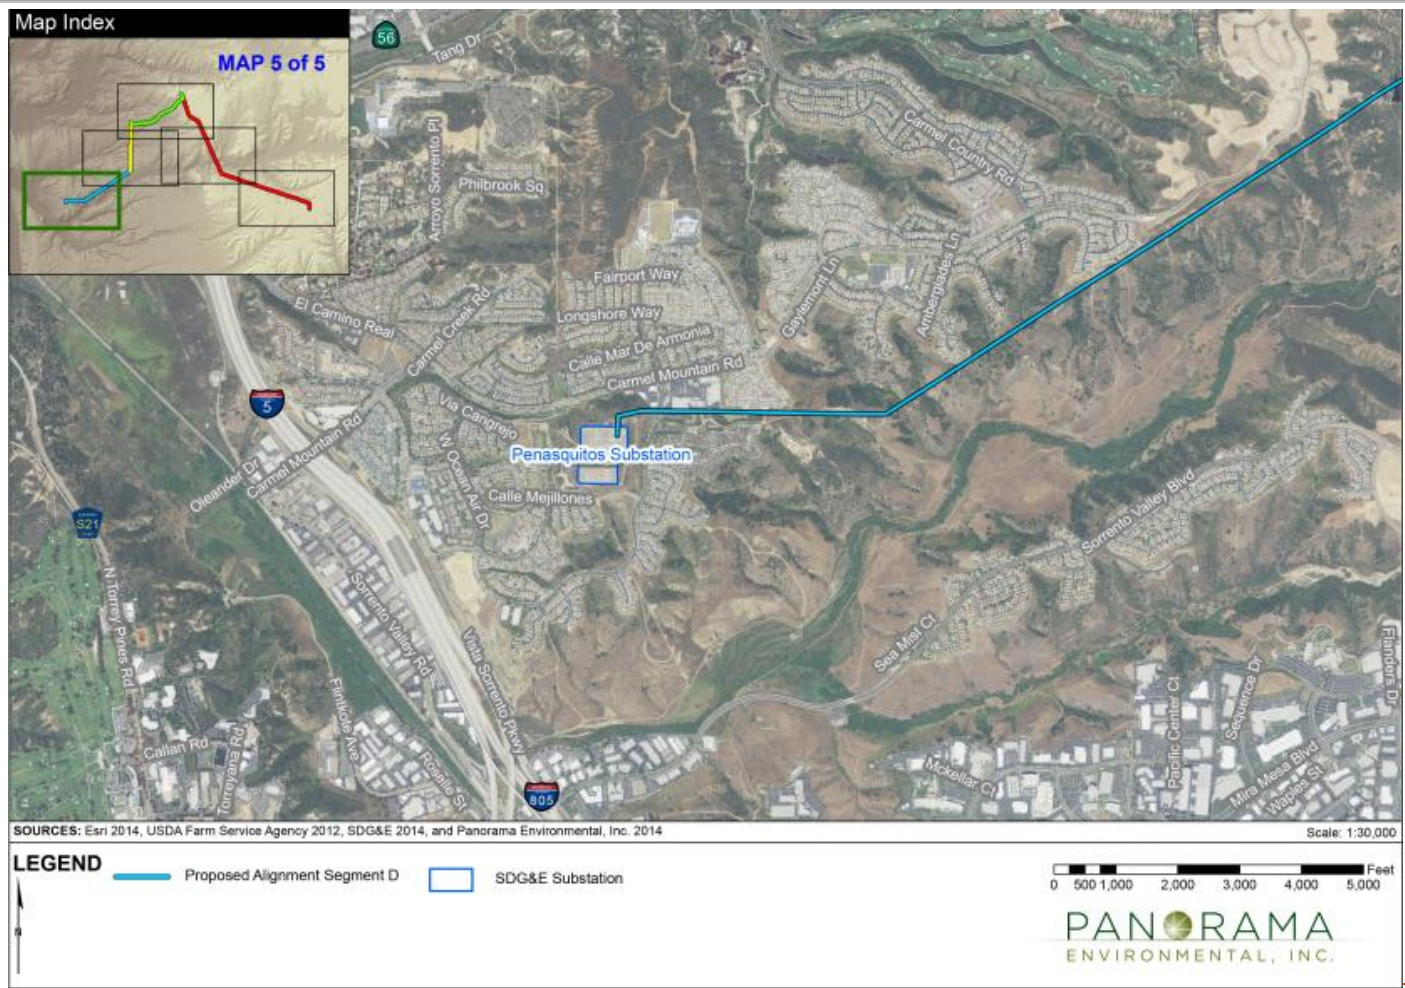 Map Index
MAP 5 of 5
56
Tang Dr
Carmel Country Rd
Arroyo Sorrento Pl
Philbrook Sq
Fairport Way
Gaylemont Ln
Amberglades Ln
El Camino Real
Carmel Creek Rd
Longshore Way
Calle Mar De Armonia
Carmel Mountain Rd
5
Via Cangrejo
W Ocean Air Dr
Penasquitos Substation
Oleander Dr
Carmel Mountain Rd
Calle Mejillones
S21
Sorrento Valley Blvd
N Torrey Pines Rd
Sorrento Valley Rd
Vista Sorrento Pkwy
Sea Mist Ct
Flintkote Ave
Callan Rd
Torreyana Rd
Roselle St
805
Mckellar Ct
Pacific Center Ct
Sequence Dr
Flanders Dr
Mira Mesa Blvd
Waples St
SOURCES: Esri 2014, USDA Farm Service Agency 2012, SDG&E 2014, and Panorama Environmental, Inc. 2014
Scale: 1:30,000
LEGEND
Proposed Alignment Segment D
SDG&E Substation
N
Feet
0 500 1,000 2,000 3,000 4,000 5,000
PANORAMA
ENVIRONMENTAL, INC.